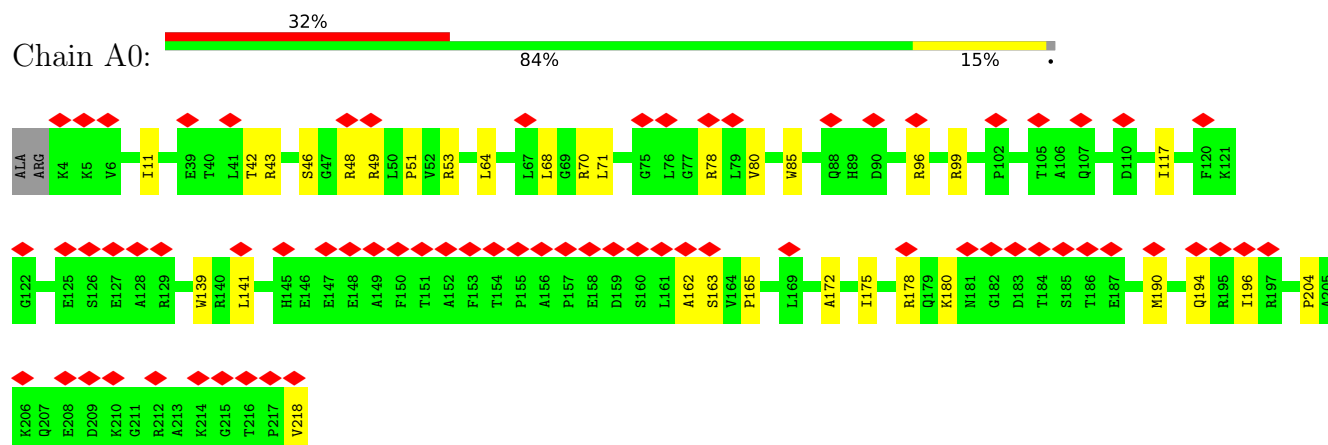 32%
Chain A0:
84% 15% •
ALA ARG K4 K5 V6 I11 E39 T40 L41 T42 R43 S46 G47 R48 R49 L50 P51 V52 R53 L64 L67 L68 G69 R70 L71 G75 L76 G77 R78 L79 V80 W85 Q88 H89 D90 R96 R99 P102 T105 A106 Q107 D110 I117 F120 K121
G122 E125 S126 E127 A128 R129 W139 R140 L141 H145 E146 E147 E148 A149 F150 T151 A152 F153 T154 P155 A156 P157 E158 D159 S160 L161 A162 S163 V164 P165 L169 A172 I175 R178 Q179 K180 N181 G182 D183 T184 S185 T186 E187 M190 Q194 R195 I196 R197 P204 A205
K206 Q207 E208 D209 K210 G211 R212 A213 K214 G215 T216 P217 V218